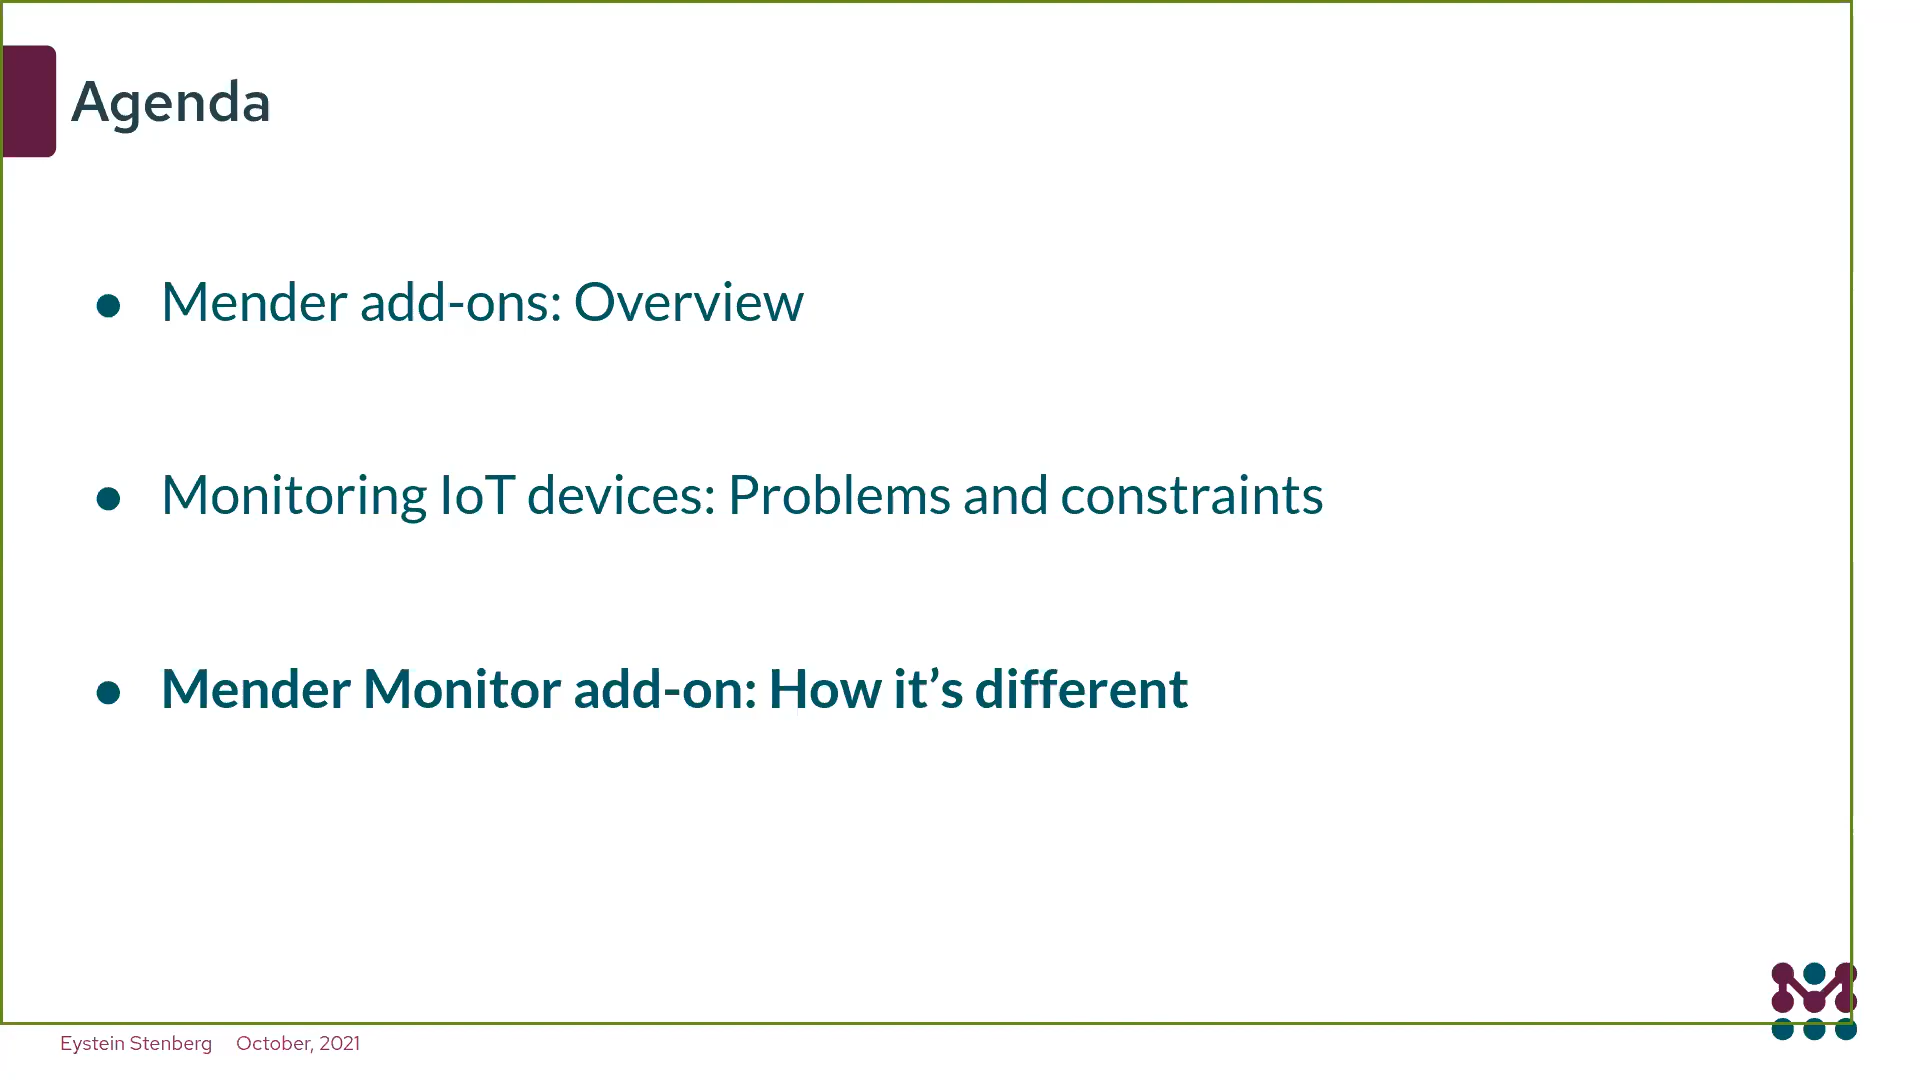 Agenda
● Mender add-ons: Overview
● Monitoring IoT devices: Problems and constraints
● Mender Monitor add-on: How it’s different
Eystein Stenberg October, 2021